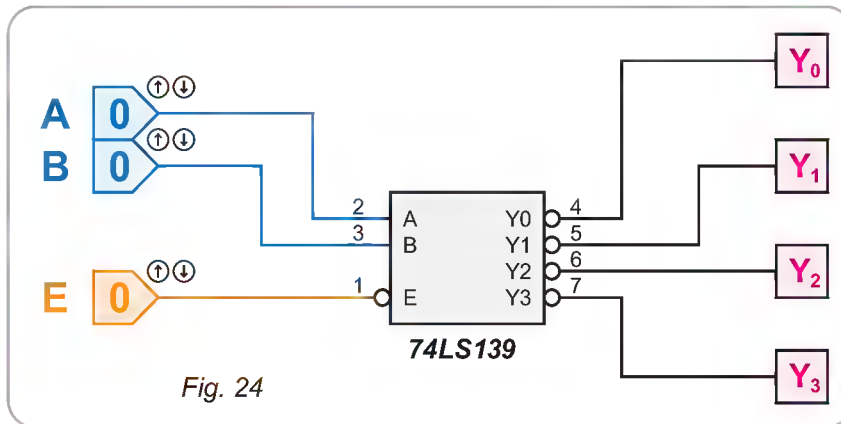 Y0
A 0 ↑ ↓
B 0 ↑ ↓
Y1
2 A Y0 4
3 B Y1 5
Y2 6
Y2
E 0 ↑ ↓
1 E Y3 7
74LS139
Fig. 24
Y3